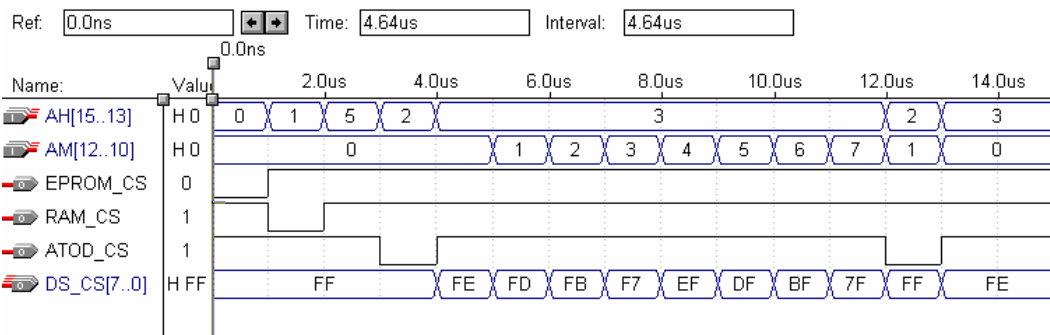 Ref: 0.0ns Time: 4.64us Interval: 4.64us
0.0ns
Name: Valu 2.0us 4.0us 6.0us 8.0us 10.0us 12.0us 14.0us
AH[15..13] H 0 0 1 5 2 3 2 3
AM[12..10] H 0 0 1 2 3 4 5 6 7 1 0
EPROM_CS 0
RAM_CS 1
ATOD_CS 1
DS_CS[7..0] H FF FF FE FD FB F7 EF DF BF 7F FF FE